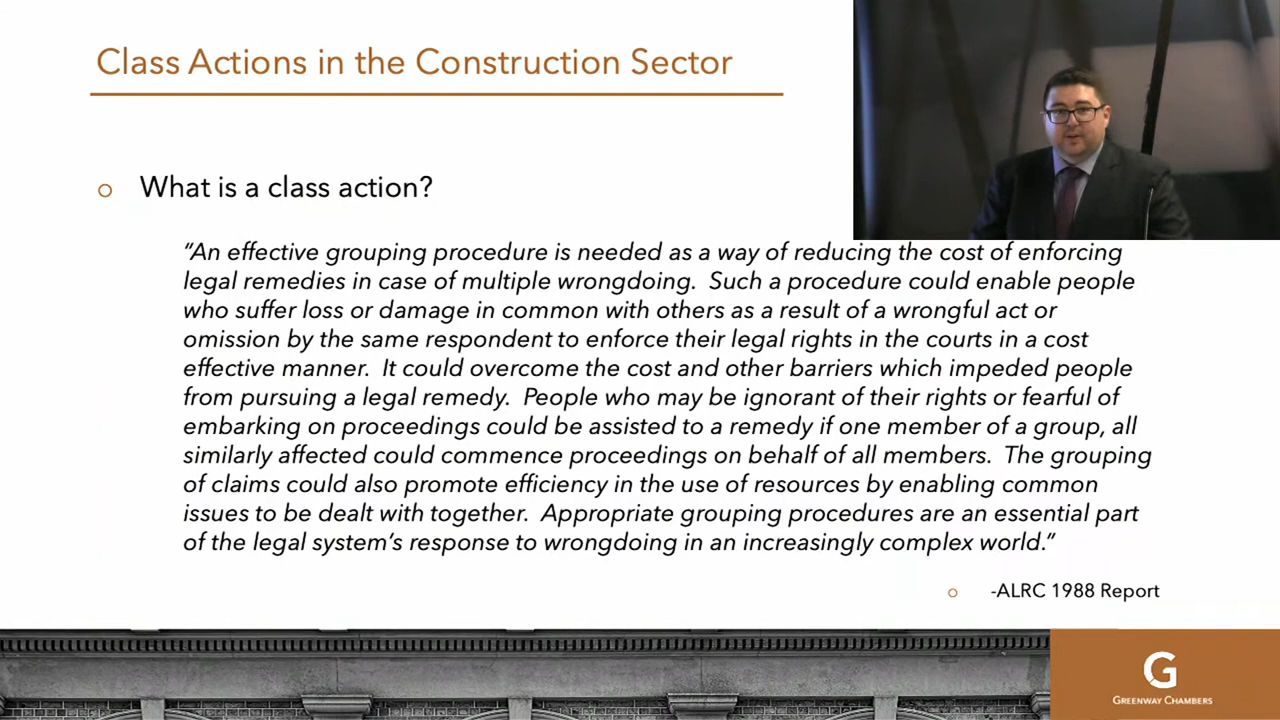 Class Actions in the Construction Sector
What is a class action?
“An effective grouping procedure is needed as a way of reducing the cost of enforcing
legal remedies in case of multiple wrongdoing. Such a procedure could enable people
who suffer loss or damage in common with others as a result of a wrongful act or
omission by the same respondent to enforce their legal rights in the courts in a cost
effective manner. It could overcome the cost and other barriers which impeded people
from pursuing a legal remedy. People who may be ignorant of their rights or fearful of
embarking on proceedings could be assisted to a remedy if one member of a group, all
similarly affected could commence proceedings on behalf of all members. The grouping
of claims could also promote efficiency in the use of resources by enabling common
issues to be dealt with together. Appropriate grouping procedures are an essential part
of the legal system’s response to wrongdoing in an increasingly complex world.”
-ALRC 1988 Report
G
GREENWAY CHAMBERS